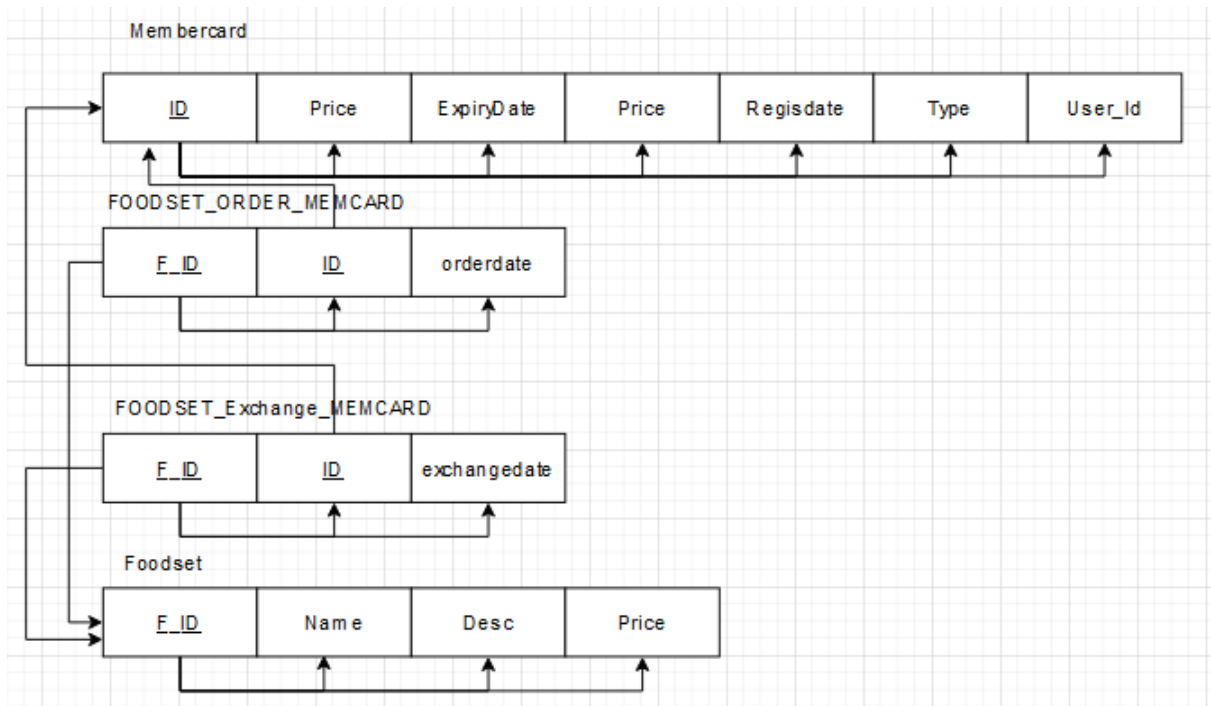 Membercard
ID Price ExpiryDate Price Regisdate Type User_Id
FOODSET_ORDER_MEMCARD
F_ID ID orderdate
FOODSET_Exchange_MEMCARD
F_ID ID exchangedate
Foodset
F_ID Name Desc Price